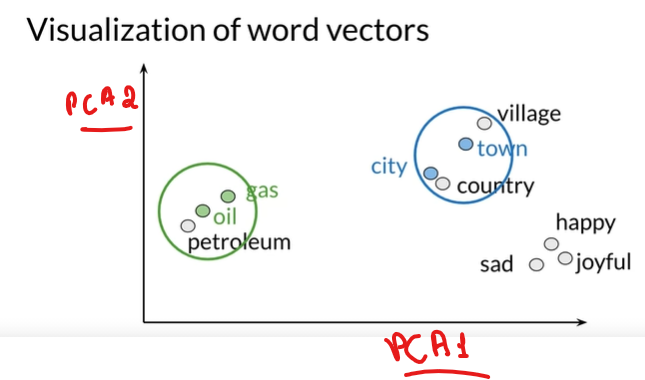 Visualization of word vectors
PCA2
village
town
city
country
gas
oil
petroleum
happy
sad
joyful
PCA1